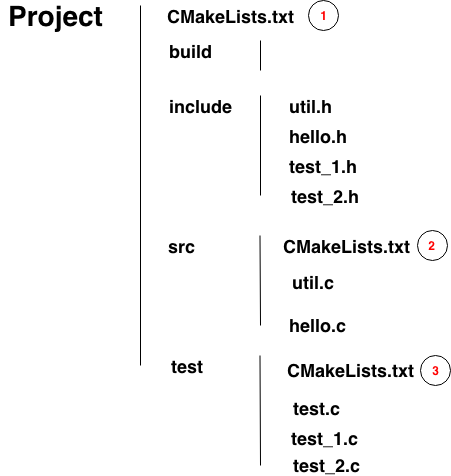 Project
CMakeLists.txt 1
build
include
util.h
hello.h
test_1.h
test_2.h
src
CMakeLists.txt 2
util.c
hello.c
test
CMakeLists.txt 3
test.c
test_1.c
test_2.c